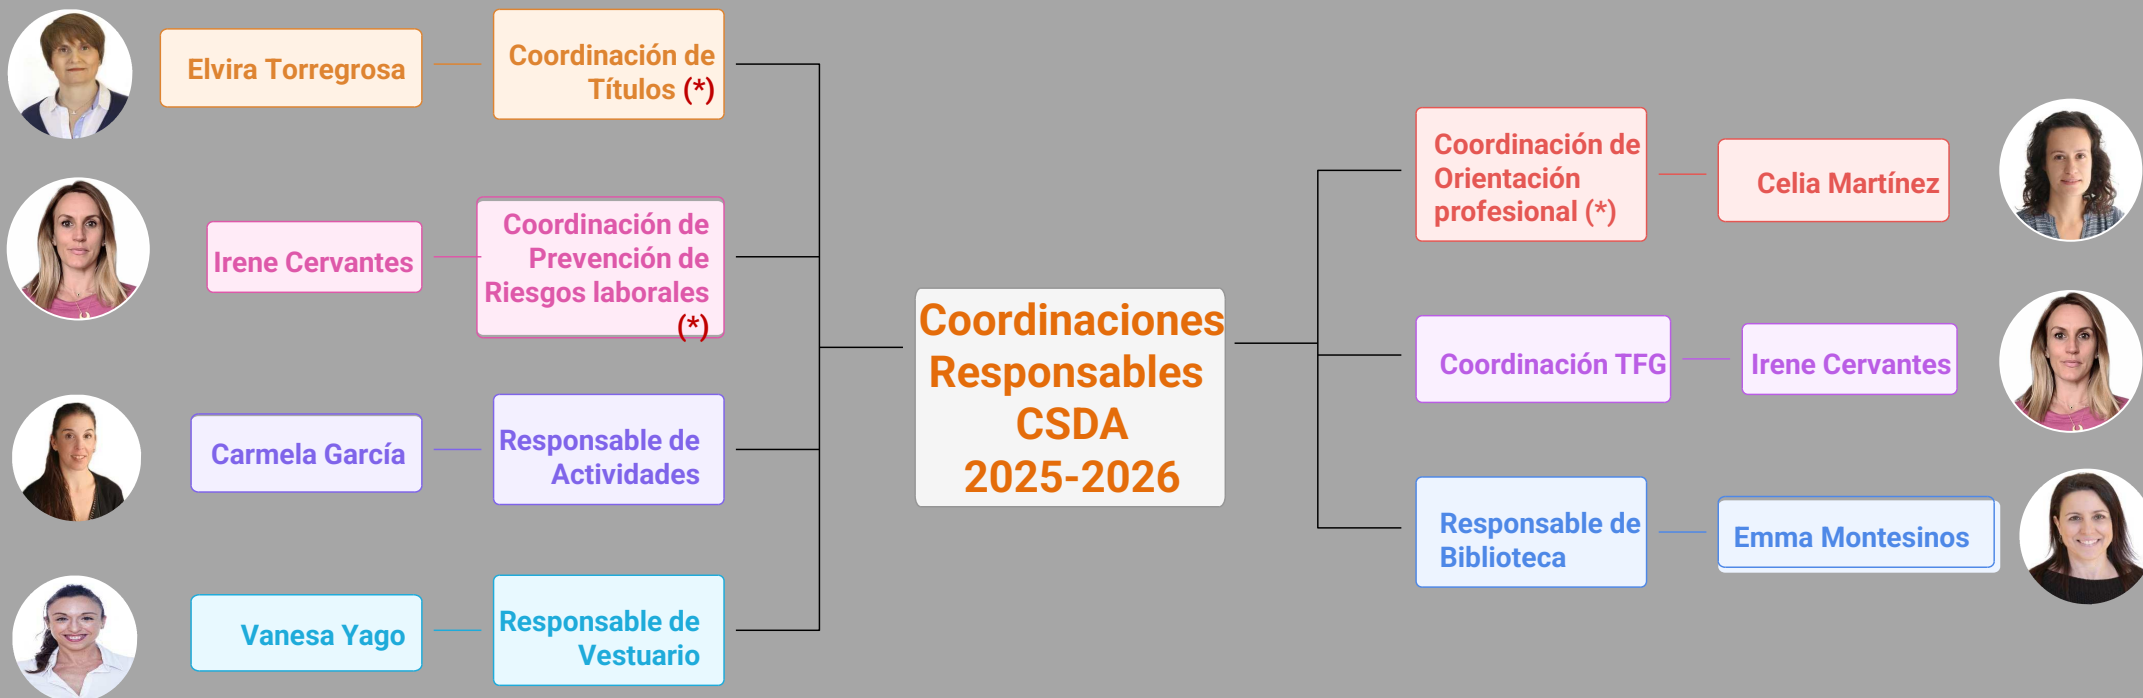 Elvira Torregrosa
Coordinación de
Títulos (*)
Irene Cervantes
Coordinación de
Prevención de
Riesgos laborales
(*)
Carmela García
Responsable de
Actividades
Vanesa Yago
Responsable de
Vestuario
Coordinaciones
Responsables
CSDA
2025-2026
Coordinación de
Orientación
profesional (*)
Celia Martínez
Coordinación TFG
Irene Cervantes
Responsable de
Biblioteca
Emma Montesinos